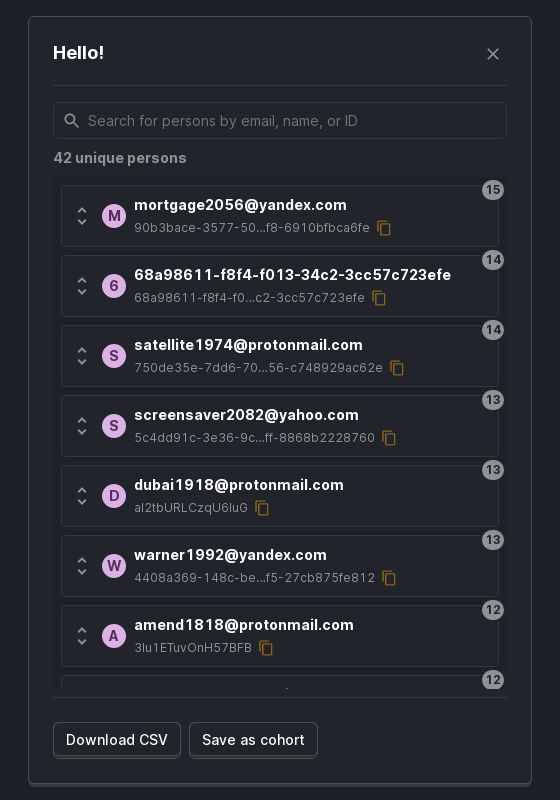 Hello!
Search for persons by email, name, or ID
42 unique persons
15
M mortgage2056@yandex.com
90b3bace-3577-50...f8-6910bfbca6fe
14
6 68a98611-f8f4-f013-34c2-3cc57c723efe
68a98611-f8f4-f0...c2-3cc57c723efe
14
S satellite1974@protonmail.com
750de35e-7dd6-70...56-c748929ac62e
13
S screensaver2082@yahoo.com
5c4dd91c-3e36-9c...ff-8868b2228760
13
D dubai1918@protonmail.com
al2tbURLCzqU6luG
13
W warner1992@yandex.com
4408a369-148c-be...f5-27cb875fe812
12
A amend1818@protonmail.com
3lu1ETuvOnH57BFB
12
Download CSV Save as cohort